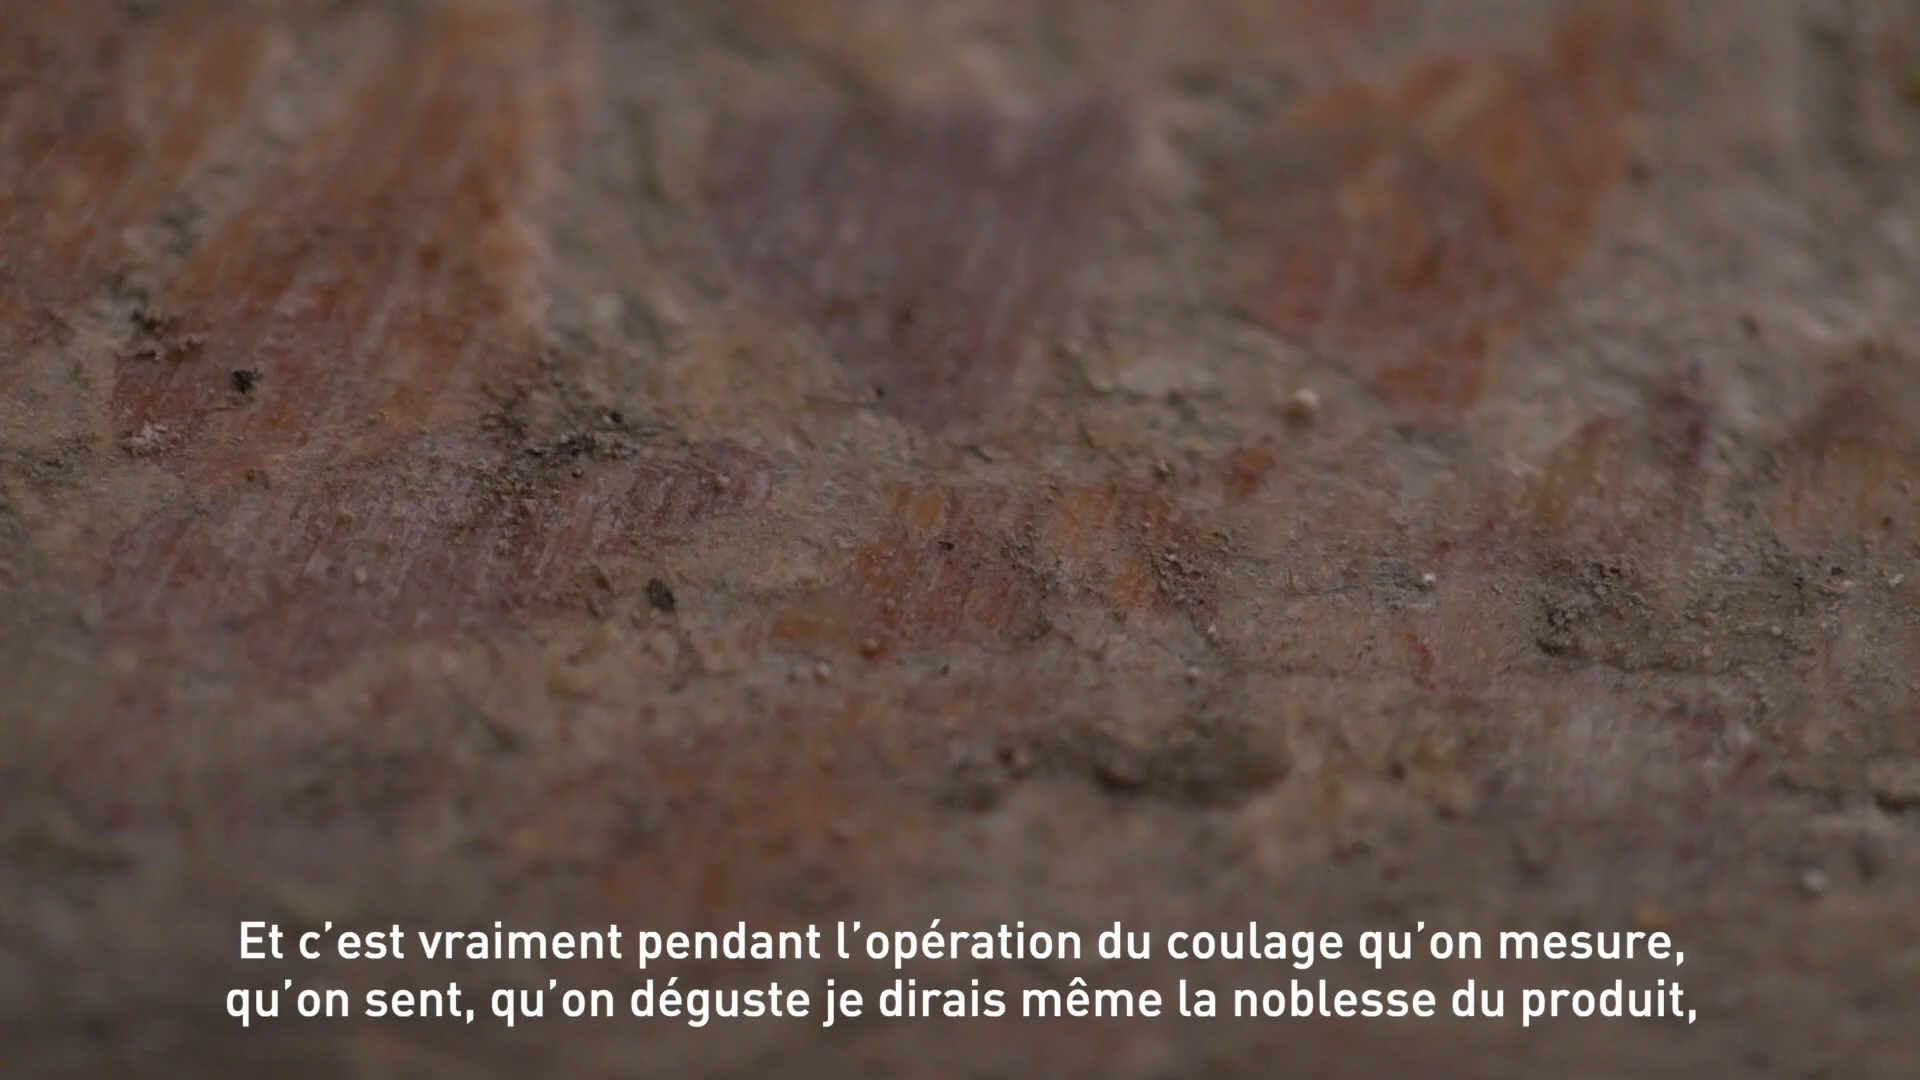 Et c’est vraiment pendant l’opération du coulage qu’on mesure,
qu’on sent, qu’on déguste je dirais même la noblesse du produit,